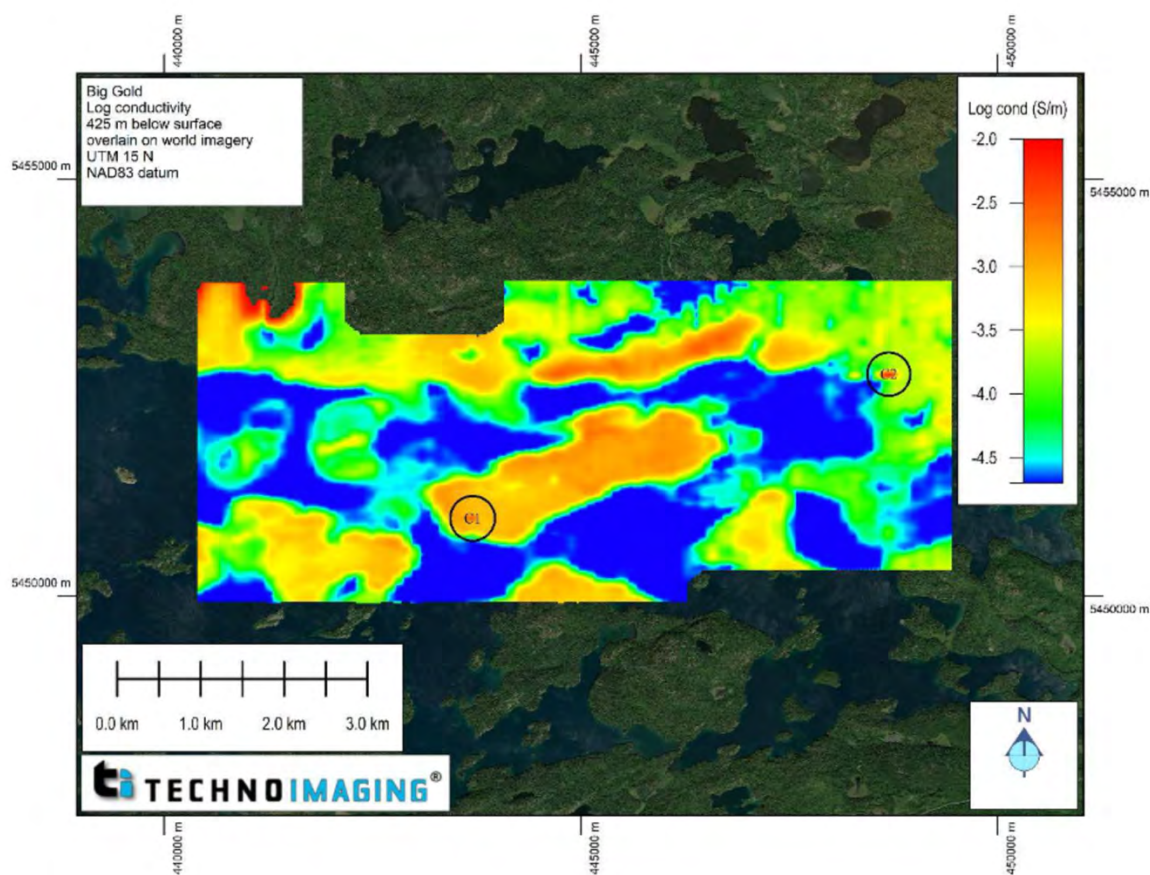 440000 m
445000 m
450000 m
Big Gold
Log conductivity
425 m below surface
overlain on world imagery
UTM 15 N
NAD83 datum
Log cond (S/m)
-2.0
-2.5
-3.0
-3.5
-4.0
-4.5
5455000 m
5455000 m
5450000 m
5450000 m
0.0 km
1.0 km
2.0 km
3.0 km
N
ti TECHNOIMAGING®
440000 m
445000 m
450000 m